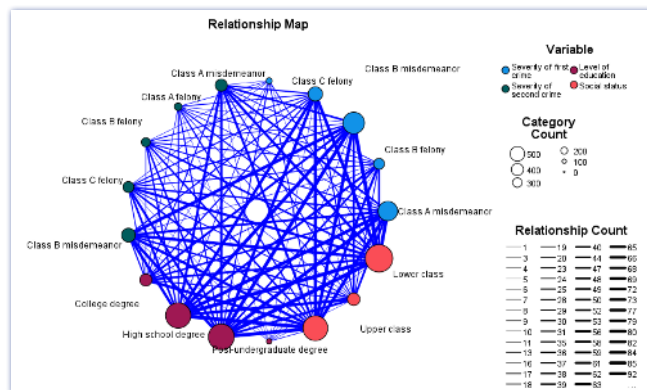 Relationship Map
Class A misdemeanor
Class C felony
Class B misdemeanor
Class A felony
Class B felony
Class B felony
Class C felony
Class A misdemeanor
Class B misdemeanor
Lower class
College degree
High school degree
Upper class
Post-undergraduate degree
Variable
Severity of first crime
Level of education
Severity of second crime
Social status
Category
Count
500
400
300
200
100
0
Relationship Count
1 19 40 65
3 20 44 66
4 23 47 68
5 24 48 69
6 25 49 72
7 28 50 73
8 29 52 77
9 30 53 79
10 31 56 80
11 35 58 82
13 36 59 84
16 37 61 85
17 38 62 92
18 39 63